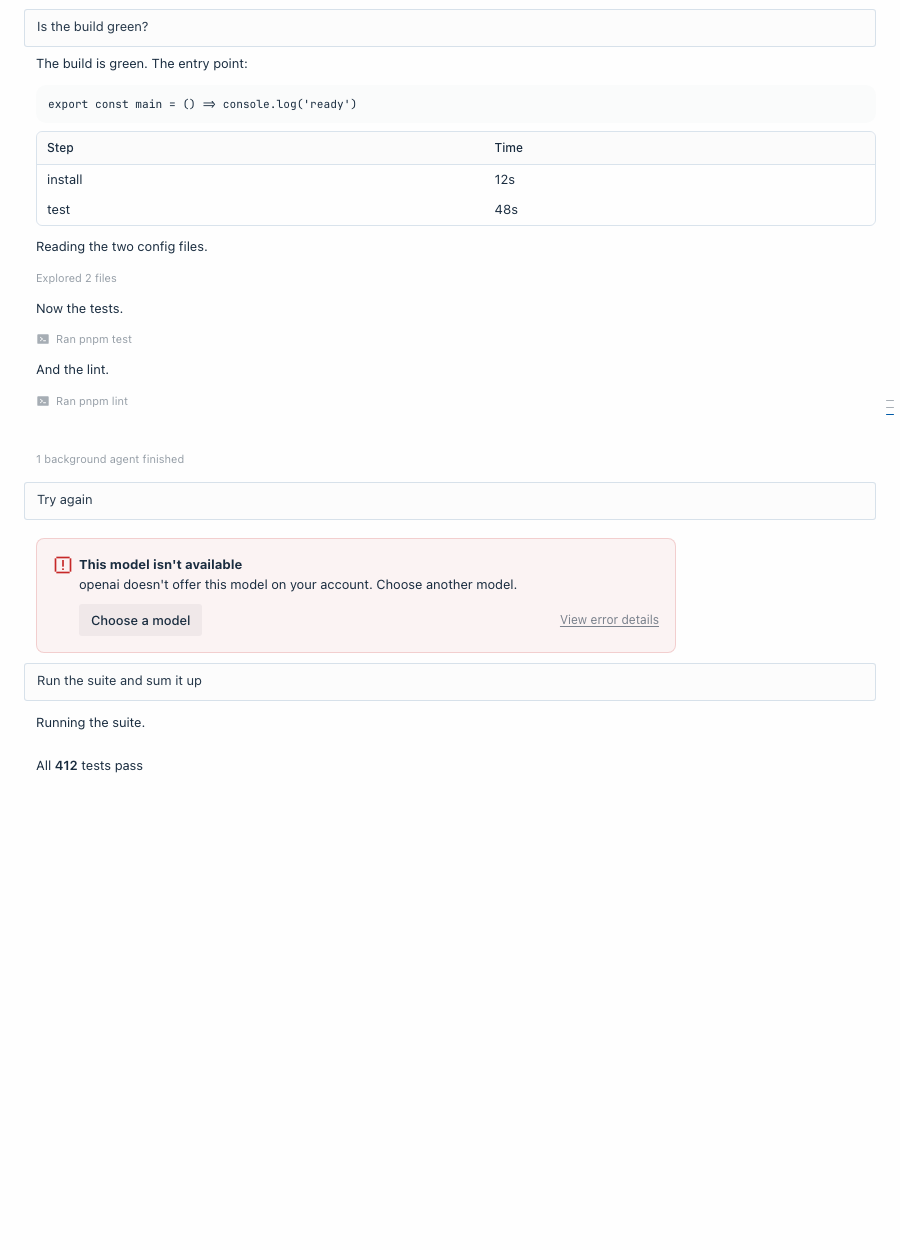 Is the build green?
The build is green. The entry point:
export const main = () => console.log('ready')
Step Time
install 12s
test 48s
Reading the two config files.
Explored 2 files
Now the tests.
Ran pnpm test
And the lint.
Ran pnpm lint
1 background agent finished
Try again
This model isn't available
openai doesn't offer this model on your account. Choose another model.
Choose a model View error details
Run the suite and sum it up
Running the suite.
All 412 tests pass